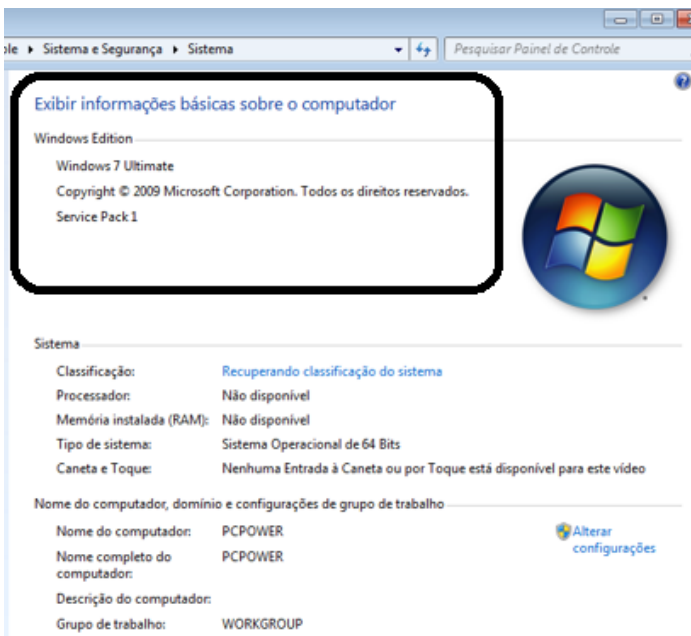 Sistema e Segurança ▸ Sistema Pesquisar Painel de Controle
Exibir informações básicas sobre o computador
Windows Edition
Windows 7 Ultimate
Copyright © 2009 Microsoft Corporation. Todos os direitos reservados.
Service Pack 1
Sistema
Classificação: Recuperando classificação do sistema
Processador: Não disponível
Memória instalada (RAM): Não disponível
Tipo de sistema: Sistema Operacional de 64 Bits
Caneta e Toque: Nenhuma Entrada à Caneta ou por Toque está disponível para este vídeo
Nome do computador, domínio e configurações de grupo de trabalho
Nome do computador: PCPOWER Alterar
Nome completo do PCPOWER configurações
computador:
Descrição do computador:
Grupo de trabalho: WORKGROUP